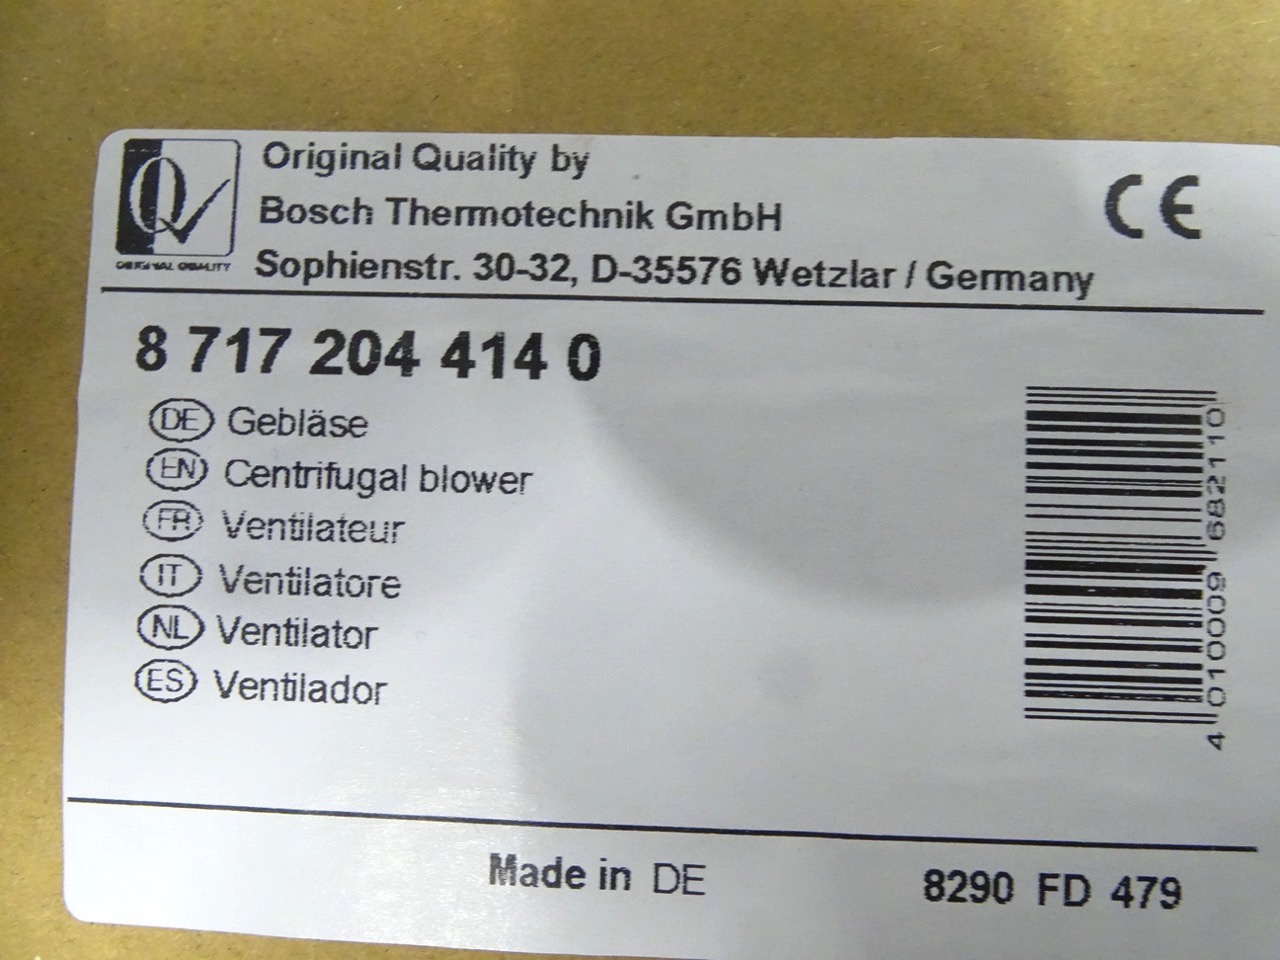 Original Quality by
Bosch Thermotechnik GmbH
Sophienstr. 30-32, D-35576 Wetzlar / Germany
CE
QV
ORIGINAL QUALITY
8 717 204 414 0
DE Gebläse
EN Centrifugal blower
FR Ventilateur
IT Ventilatore
NL Ventilator
ES Ventilador
4 010009 682110
Made in DE
8290 FD 479